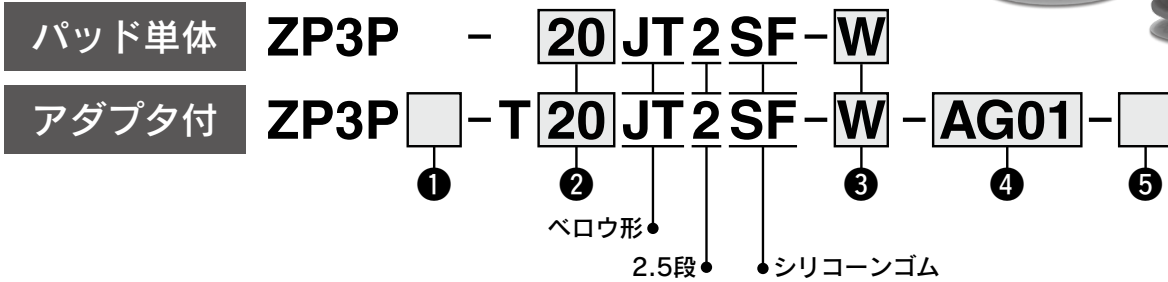 パッド単体 ZP3P - 20 JT 2 SF - W
アダプタ付 ZP3P - T 20 JT 2 SF - W - AG01 -
❶ ❷ ❸ ❹ ❺
ベロウ形
2.5段 シリコーンゴム